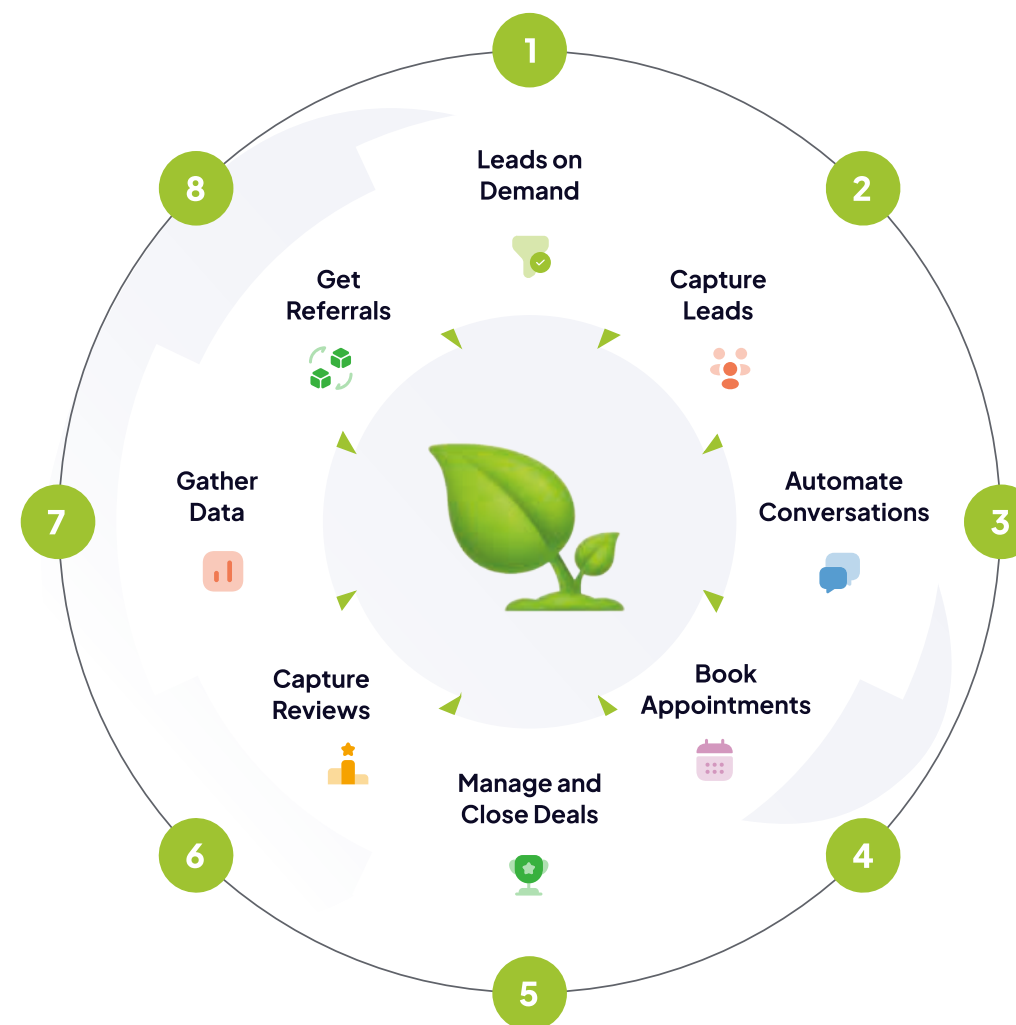 1
Leads on
Demand
2
Capture
Leads
3
Automate
Conversations
4
Book
Appointments
5
Manage and
Close Deals
6
Capture
Reviews
7
Gather
Data
8
Get
Referrals